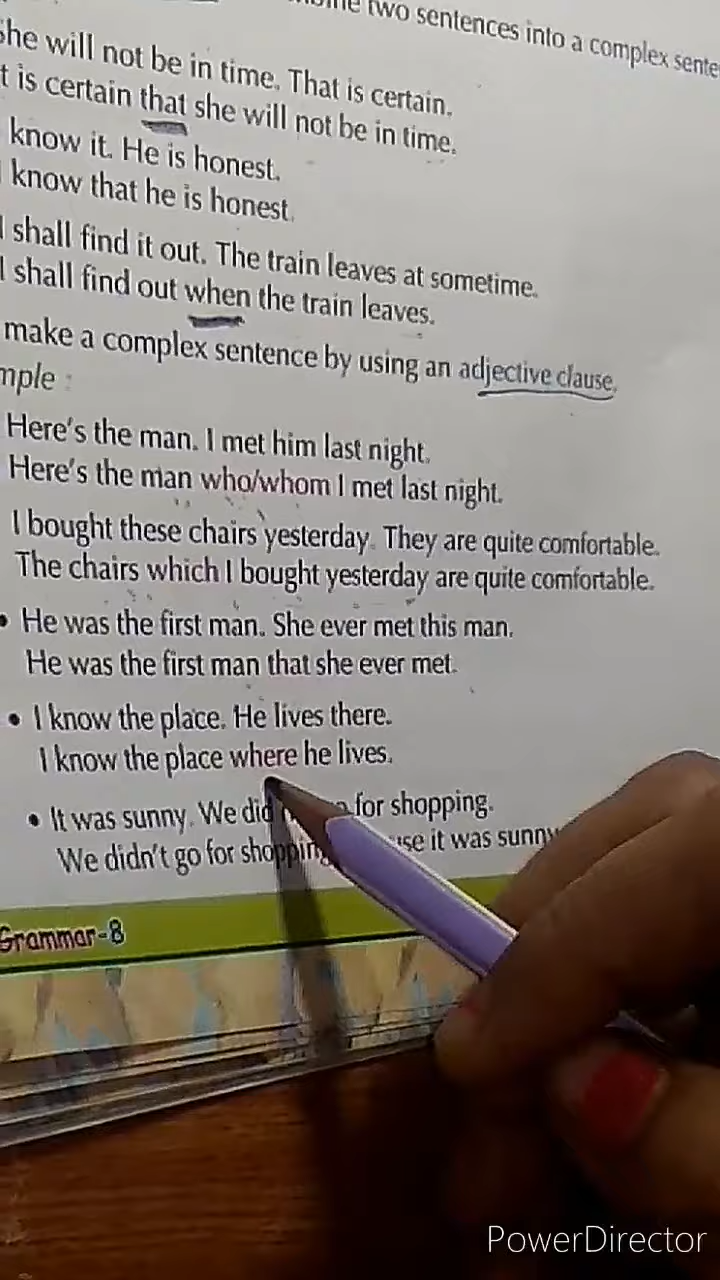 two sentences into a complex
she will not be in time. That is certain.
t is certain that she will not be in time.
know it. He is honest.
I know that he is honest.
I shall find it out. The train leaves at sometime.
I shall find out when the train leaves.
make a complex sentence by using an adjective clause.
mple :
Here's the man. I met him last night.
Here's the man who/whom I met last night.
I bought these chairs yesterday. They are quite comfortable.
The chairs which I bought yesterday are quite comfortable.
• He was the first man. She ever met this man.
He was the first man that she ever met.
• I know the place. He lives there.
I know the place where he lives.
• It was sunny. We did for shopping.
We didn't go for shopping it was sunny
Grammar-8
PowerDirector